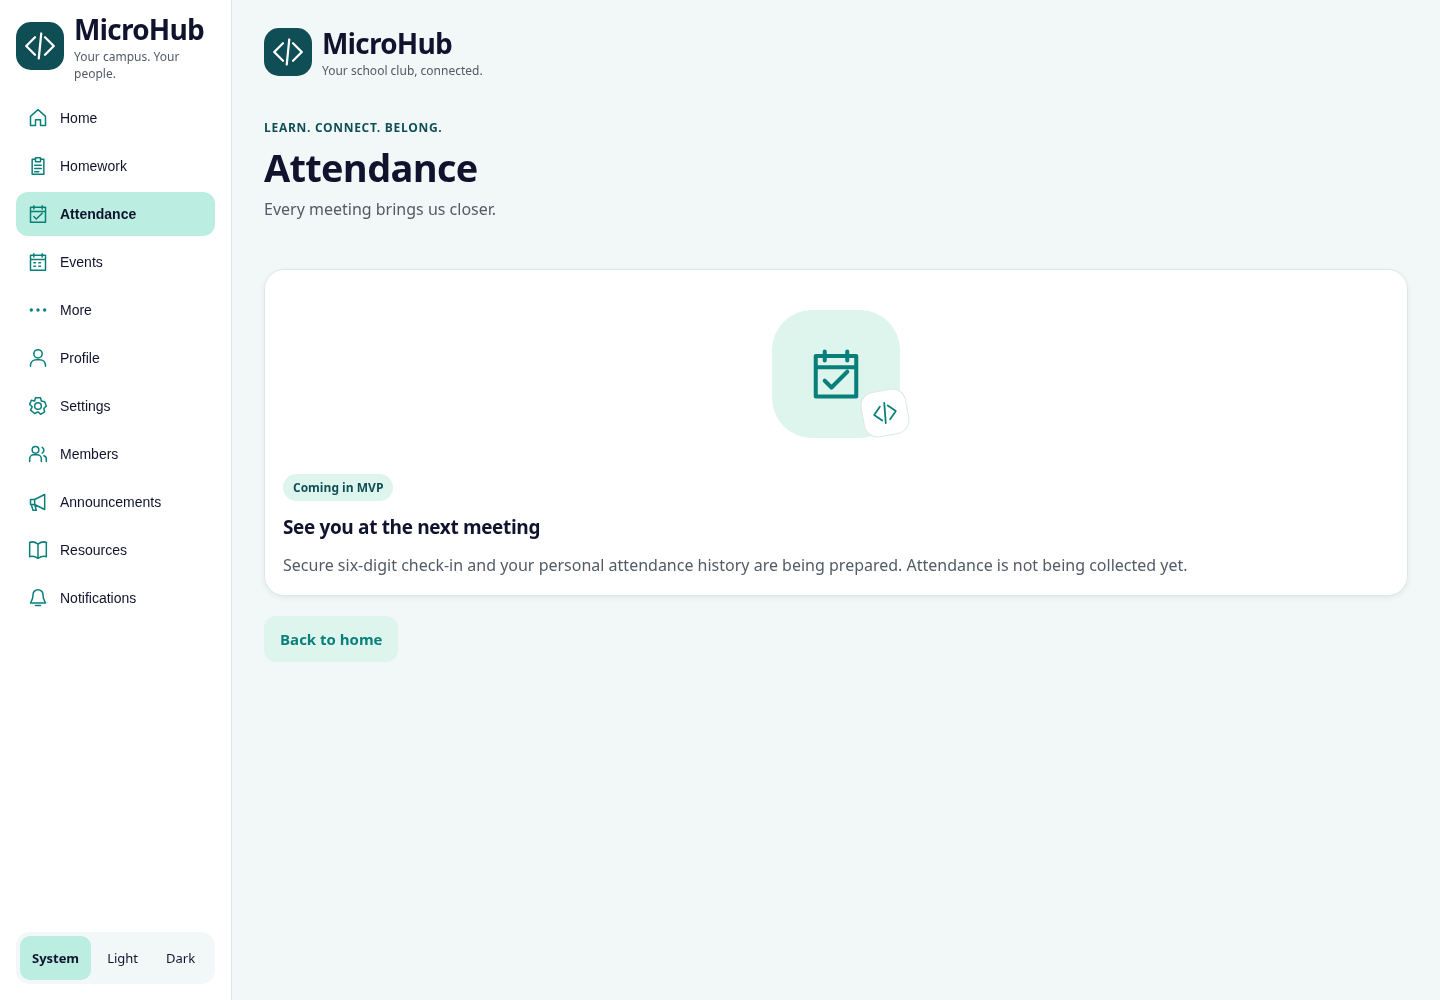 MicroHub
Your campus. Your
people.
Home
Homework
Attendance
Events
More
Profile
Settings
Members
Announcements
Resources
Notifications
System Light Dark
MicroHub
Your school club, connected.
LEARN. CONNECT. BELONG.
Attendance
Every meeting brings us closer.
Coming in MVP
See you at the next meeting
Secure six-digit check-in and your personal attendance history are being prepared. Attendance is not being collected yet.
Back to home